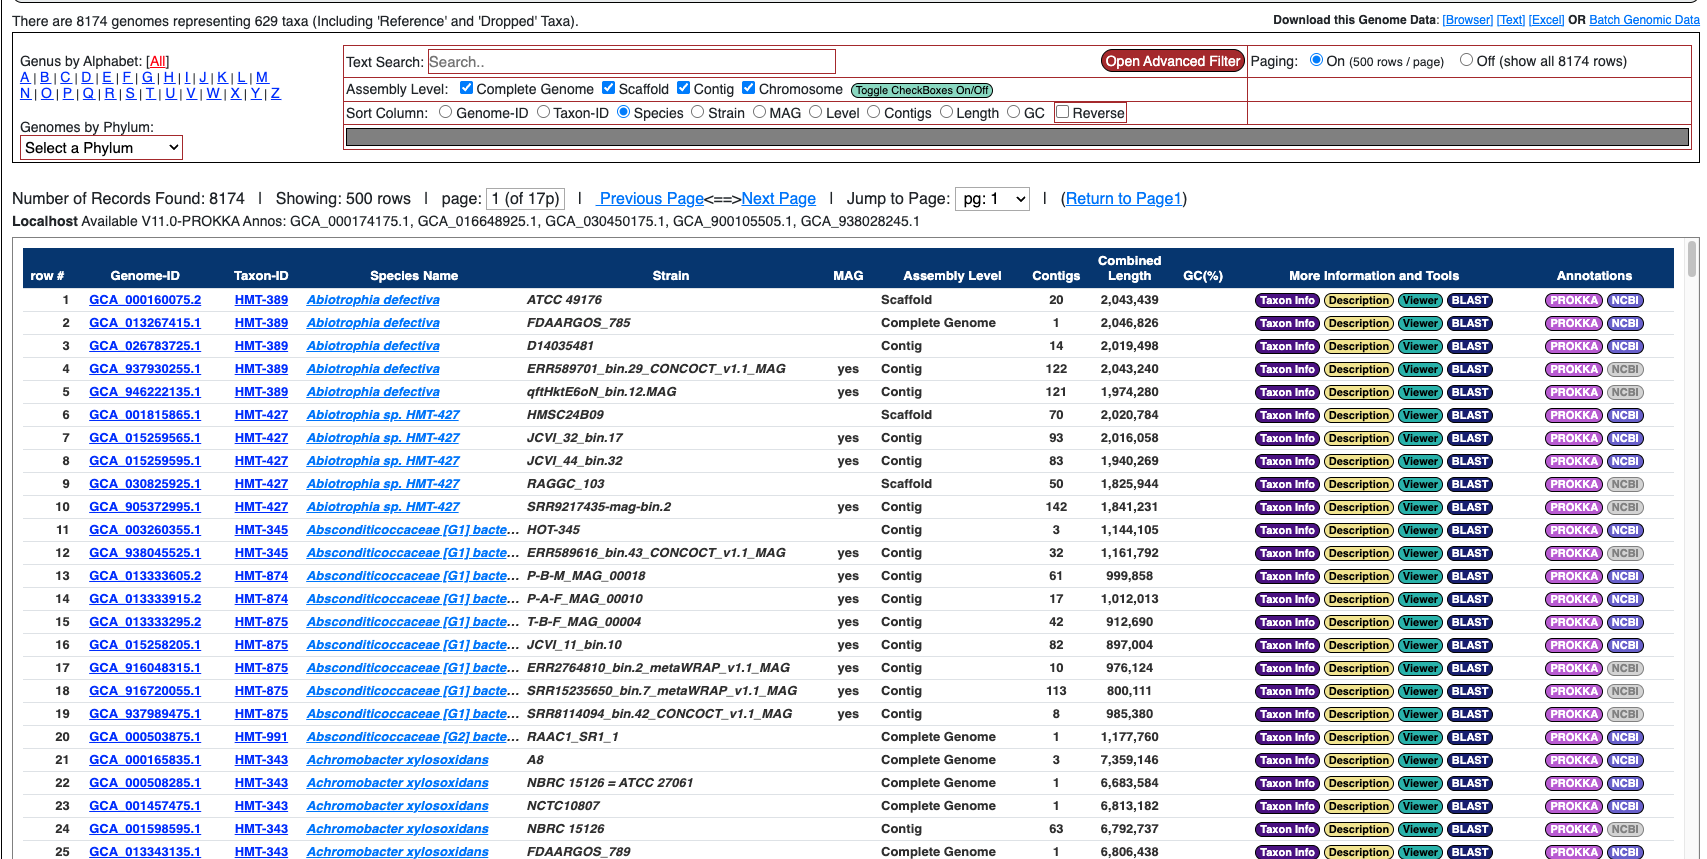 There are 8174 genomes representing 629 taxa (Including 'Reference' and 'Dropped' Taxa).
Download this Genome Data: [Browser] [Text] [Excel] OR Batch Genomic Data
Genus by Alphabet: [All]
A | B | C | D | E | F | G | H | I | J | K | L | M
N | O | P | Q | R | S | T | U | V | W | X | Y | Z
Genomes by Phylum:
Select a Phylum
Text Search: Search.. Open Advanced Filter
Paging: On (500 rows / page) Off (show all 8174 rows)
Assembly Level: Complete Genome Scaffold Contig Chromosome Toggle CheckBoxes On/Off
Sort Column: Genome-ID Taxon-ID Species Strain MAG Level Contigs Length GC Reverse
Number of Records Found: 8174 | Showing: 500 rows | page: 1 (of 17p) | Previous Page<==>Next Page | Jump to Page: pg: 1 | (Return to Page1)
Localhost Available V11.0-PROKKA Annos: GCA_000174175.1, GCA_016648925.1, GCA_030450175.1, GCA_900105505.1, GCA_938028245.1
row # Genome-ID Taxon-ID Species Name Strain MAG Assembly Level Contigs Combined Length GC(%) More Information and Tools Annotations
1 GCA_000160075.2 HMT-389 Abiotrophia defectiva ATCC 49176 Scaffold 20 2,043,439 Taxon Info Description Viewer BLAST PROKKA NCBI
2 GCA_013267415.1 HMT-389 Abiotrophia defectiva FDAARGOS_785 Complete Genome 1 2,046,826 Taxon Info Description Viewer BLAST PROKKA NCBI
3 GCA_026783725.1 HMT-389 Abiotrophia defectiva D14035481 Contig 14 2,019,498 Taxon Info Description Viewer BLAST PROKKA NCBI
4 GCA_937930255.1 HMT-389 Abiotrophia defectiva ERR589701_bin.29_CONCOCT_v1.1_MAG yes Contig 122 2,043,240 Taxon Info Description Viewer BLAST PROKKA NCBI
5 GCA_946222135.1 HMT-389 Abiotrophia defectiva qftHktE6oN_bin.12.MAG yes Contig 121 1,974,280 Taxon Info Description Viewer BLAST PROKKA NCBI
6 GCA_001815865.1 HMT-427 Abiotrophia sp. HMT-427 HMSC24B09 Scaffold 70 2,020,784 Taxon Info Description Viewer BLAST PROKKA NCBI
7 GCA_015259565.1 HMT-427 Abiotrophia sp. HMT-427 JCVI_32_bin.17 yes Contig 93 2,016,058 Taxon Info Description Viewer BLAST PROKKA NCBI
8 GCA_015259595.1 HMT-427 Abiotrophia sp. HMT-427 JCVI_44_bin.32 yes Contig 83 1,940,269 Taxon Info Description Viewer BLAST PROKKA NCBI
9 GCA_030825925.1 HMT-427 Abiotrophia sp. HMT-427 RAGGC_103 Scaffold 50 1,825,944 Taxon Info Description Viewer BLAST PROKKA NCBI
10 GCA_905372995.1 HMT-427 Abiotrophia sp. HMT-427 SRR9217435-mag-bin.2 yes Contig 142 1,841,231 Taxon Info Description Viewer BLAST PROKKA NCBI
11 GCA_003260355.1 HMT-345 Absconditicoccaceae [G1] bacte... HOT-345 Contig 3 1,144,105 Taxon Info Description Viewer BLAST PROKKA NCBI
12 GCA_938045525.1 HMT-345 Absconditicoccaceae [G1] bacte... ERR589616_bin.43_CONCOCT_v1.1_MAG yes Contig 32 1,161,792 Taxon Info Description Viewer BLAST PROKKA NCBI
13 GCA_013333605.2 HMT-874 Absconditicoccaceae [G1] bacte... P-B-M_MAG_00018 yes Contig 61 999,858 Taxon Info Description Viewer BLAST PROKKA NCBI
14 GCA_013333915.2 HMT-874 Absconditicoccaceae [G1] bacte... P-A-F_MAG_00010 yes Contig 17 1,012,013 Taxon Info Description Viewer BLAST PROKKA NCBI
15 GCA_013333295.2 HMT-875 Absconditicoccaceae [G1] bacte... T-B-F_MAG_00004 yes Contig 42 912,690 Taxon Info Description Viewer BLAST PROKKA NCBI
16 GCA_015258205.1 HMT-875 Absconditicoccaceae [G1] bacte... JCVI_11_bin.10 yes Contig 82 897,004 Taxon Info Description Viewer BLAST PROKKA NCBI
17 GCA_916048315.1 HMT-875 Absconditicoccaceae [G1] bacte... ERR2764810_bin.2_metaWRAP_v1.1_MAG yes Contig 10 976,124 Taxon Info Description Viewer BLAST PROKKA NCBI
18 GCA_916720055.1 HMT-875 Absconditicoccaceae [G1] bacte... SRR15235650_bin.7_metaWRAP_v1.1_MAG yes Contig 113 800,111 Taxon Info Description Viewer BLAST PROKKA NCBI
19 GCA_937989475.1 HMT-875 Absconditicoccaceae [G1] bacte... SRR8114094_bin.42_CONCOCT_v1.1_MAG yes Contig 8 985,380 Taxon Info Description Viewer BLAST PROKKA NCBI
20 GCA_000503875.1 HMT-991 Absconditicoccaceae [G2] bacte... RAAC1_SR1_1 Complete Genome 1 1,177,760 Taxon Info Description Viewer BLAST PROKKA NCBI
21 GCA_000165835.1 HMT-343 Achromobacter xylosoxidans A8 Complete Genome 3 7,359,146 Taxon Info Description Viewer BLAST PROKKA NCBI
22 GCA_000508285.1 HMT-343 Achromobacter xylosoxidans NBRC 15126 = ATCC 27061 Complete Genome 1 6,683,584 Taxon Info Description Viewer BLAST PROKKA NCBI
23 GCA_001457475.1 HMT-343 Achromobacter xylosoxidans NCTC10807 Complete Genome 1 6,813,182 Taxon Info Description Viewer BLAST PROKKA NCBI
24 GCA_001598595.1 HMT-343 Achromobacter xylosoxidans NBRC 15126 Contig 63 6,792,737 Taxon Info Description Viewer BLAST PROKKA NCBI
25 GCA_013343135.1 HMT-343 Achromobacter xylosoxidans FDAARGOS_789 Complete Genome 1 6,806,438 Taxon Info Description Viewer BLAST PROKKA NCBI